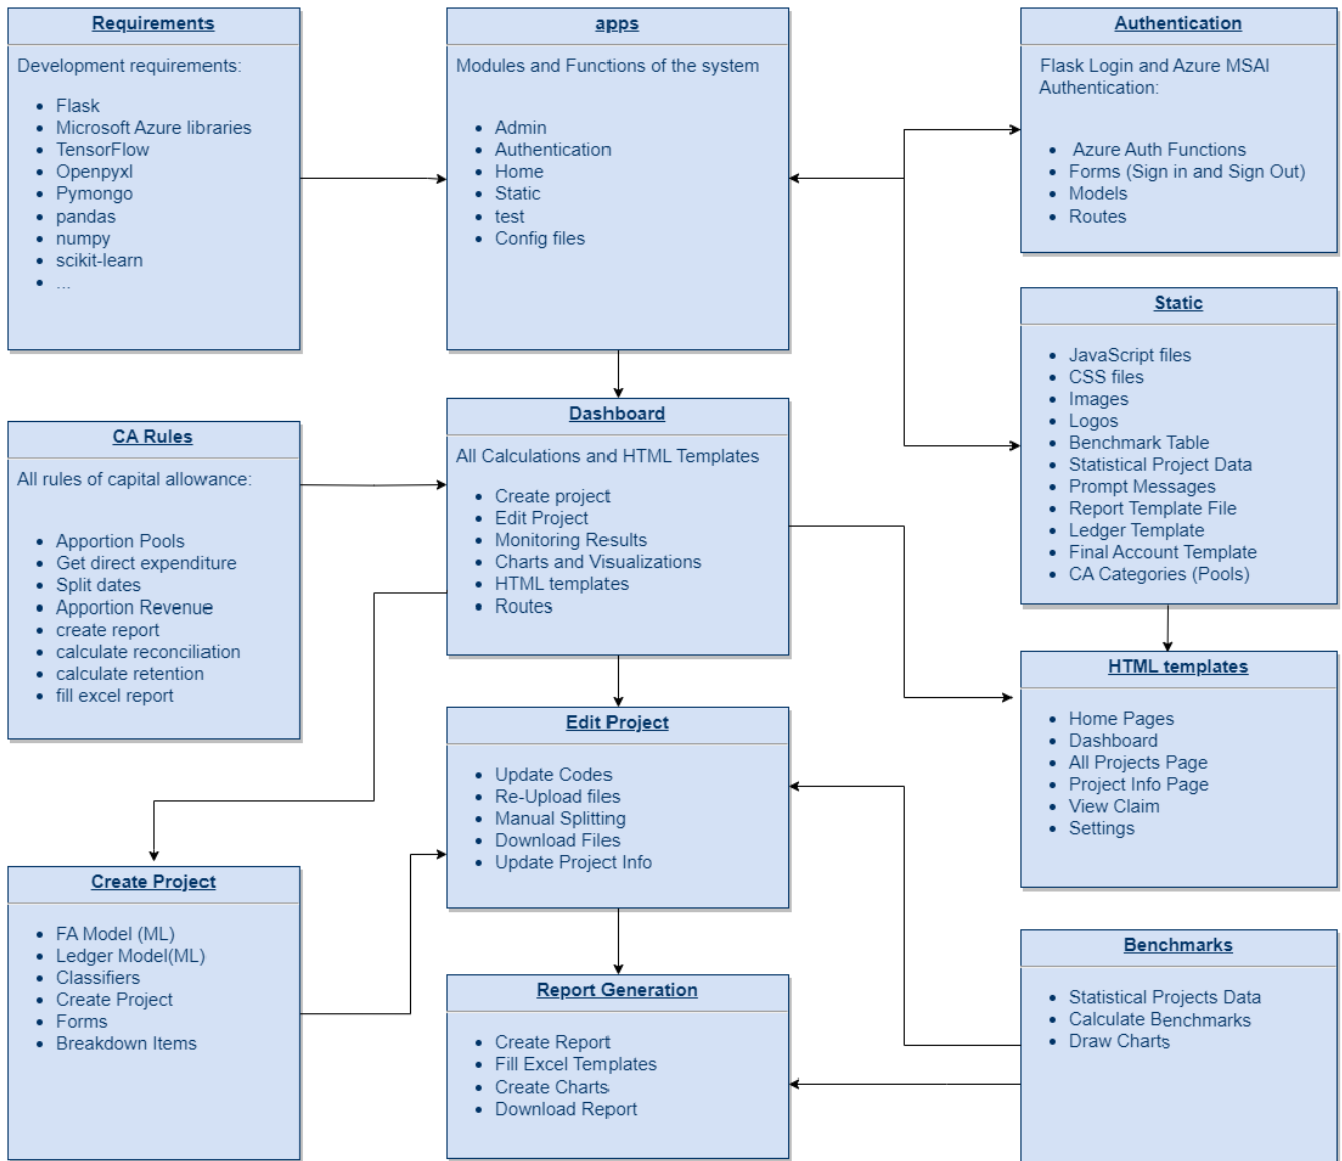 Requirements
Development requirements:
Flask
Microsoft Azure libraries
TensorFlow
Openpyxl
Pymongo
pandas
numpy
scikit-learn
...
apps
Modules and Functions of the system
Admin
Authentication
Home
Static
test
Config files
Authentication
Flask Login and Azure MSAI
Authentication:
Azure Auth Functions
Forms (Sign in and Sign Out)
Models
Routes
Static
JavaScript files
CSS files
Images
Logos
Benchmark Table
Statistical Project Data
Prompt Messages
Report Template File
Ledger Template
Final Account Template
CA Categories (Pools)
CA Rules
All rules of capital allowance:
Apportion Pools
Get direct expenditure
Split dates
Apportion Revenue
create report
calculate reconciliation
calculate retention
fill excel report
Dashboard
All Calculations and HTML Templates
Create project
Edit Project
Monitoring Results
Charts and Visualizations
HTML templates
Routes
HTML templates
Home Pages
Dashboard
All Projects Page
Project Info Page
View Claim
Settings
Edit Project
Update Codes
Re-Upload files
Manual Splitting
Download Files
Update Project Info
Create Project
FA Model (ML)
Ledger Model(ML)
Classifiers
Create Project
Forms
Breakdown Items
Report Generation
Create Report
Fill Excel Templates
Create Charts
Download Report
Benchmarks
Statistical Projects Data
Calculate Benchmarks
Draw Charts